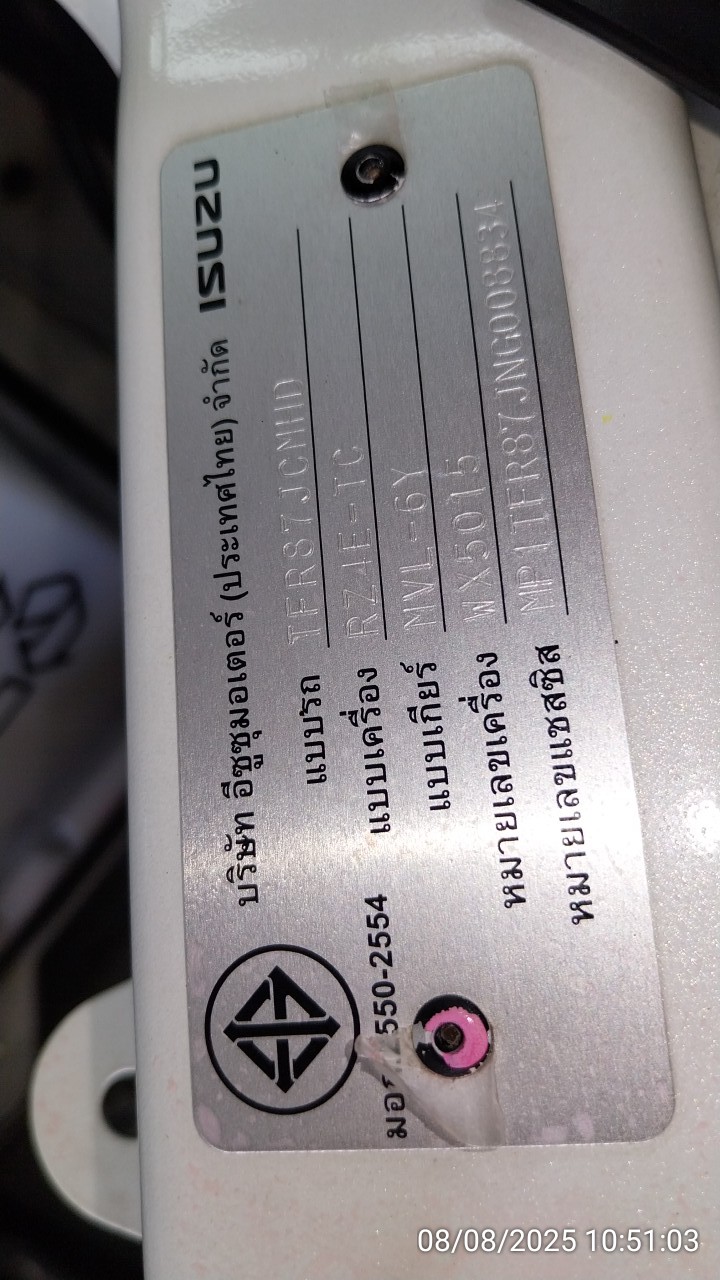 บริษัท อีซูซุมอเตอร์ (ประเทศไทย) จำกัด ISUZU
แบบรถ TFR87JCMHD
แบบเครื่อง RZ4E-TC
แบบเกียร์ MVL-6Y
หมายเลขเครื่อง WX5015
หมายเลขแชสซิส MP1TFR87JNG008834
550-2554
08/08/2025 10:51:03